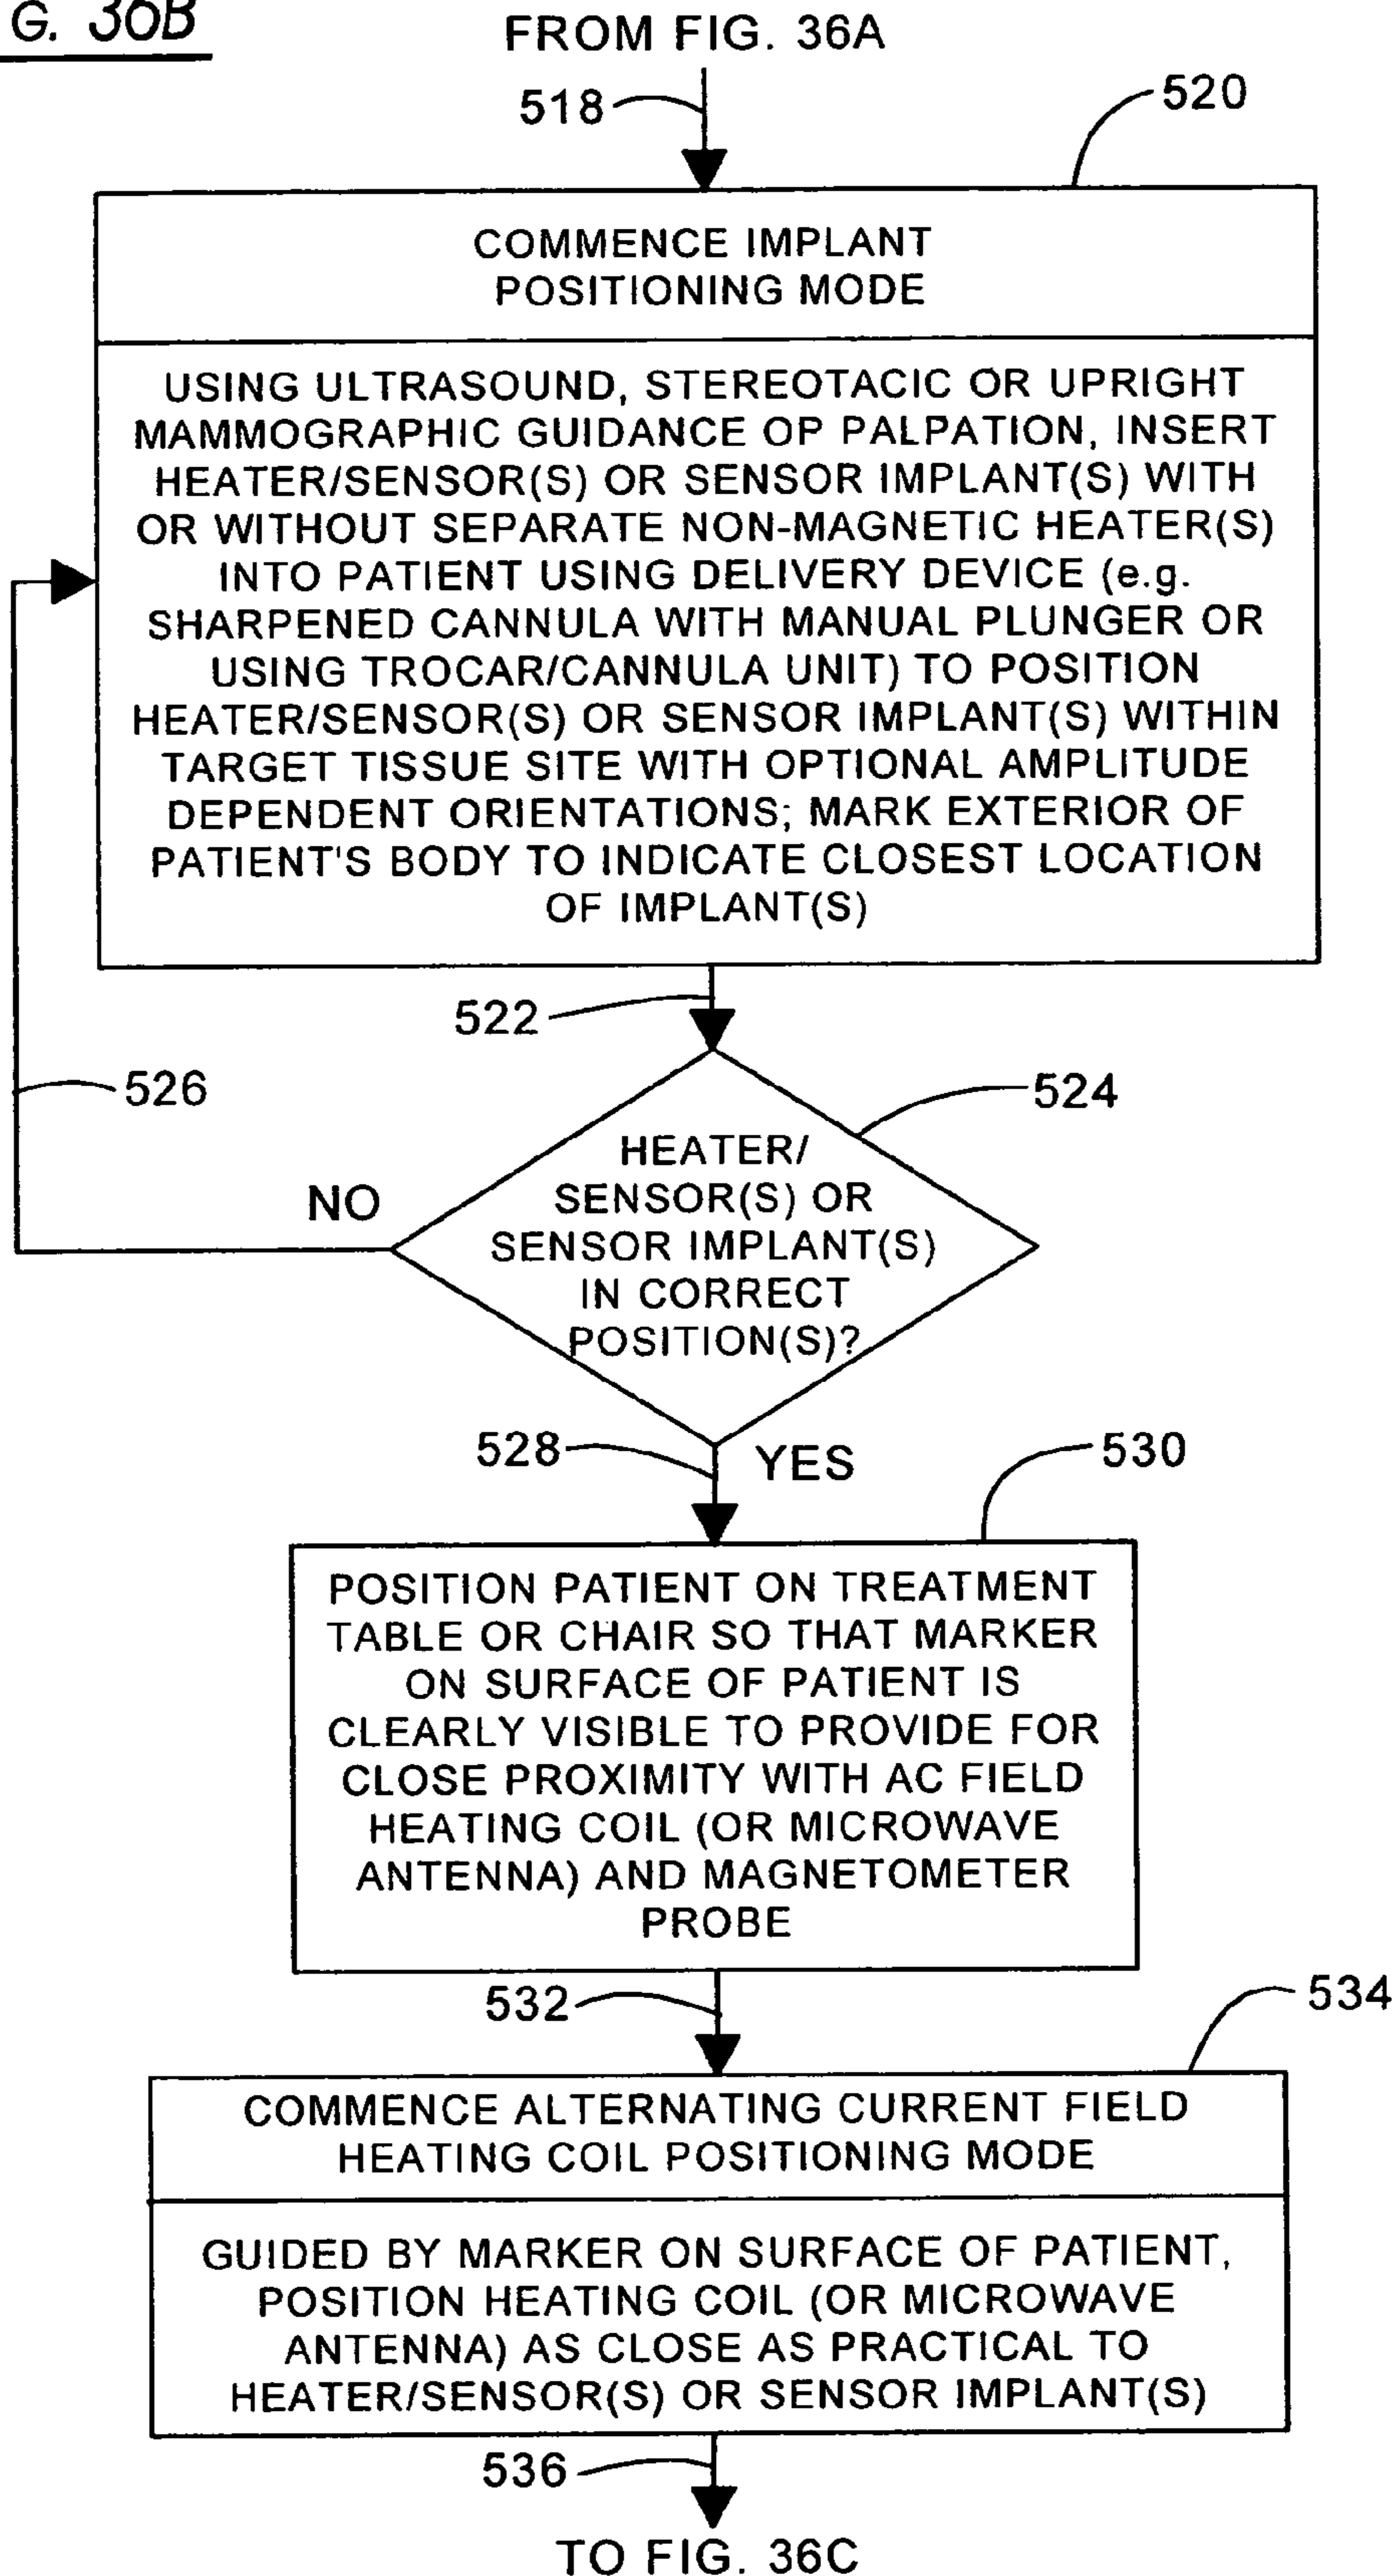 G. 36B
FROM FIG. 36A
518
520
COMMENCE IMPLANT
POSITIONING MODE
USING ULTRASOUND, STEREOTACIC OR UPRIGHT
MAMMOGRAPHIC GUIDANCE OP PALPATION, INSERT
HEATER/SENSOR(S) OR SENSOR IMPLANT(S) WITH
OR WITHOUT SEPARATE NON-MAGNETIC HEATER(S)
INTO PATIENT USING DELIVERY DEVICE (e.g.
SHARPENED CANNULA WITH MANUAL PLUNGER OR
USING TROCAR/CANNULA UNIT) TO POSITION
HEATER/SENSOR(S) OR SENSOR IMPLANT(S) WITHIN
TARGET TISSUE SITE WITH OPTIONAL AMPLITUDE
DEPENDENT ORIENTATIONS; MARK EXTERIOR OF
PATIENT'S BODY TO INDICATE CLOSEST LOCATION
OF IMPLANT(S)
522
526
524
HEATER/
SENSOR(S) OR
SENSOR IMPLANT(S)
IN CORRECT
POSITION(S)?
NO
528
YES
530
POSITION PATIENT ON TREATMENT
TABLE OR CHAIR SO THAT MARKER
ON SURFACE OF PATIENT IS
CLEARLY VISIBLE TO PROVIDE FOR
CLOSE PROXIMITY WITH AC FIELD
HEATING COIL (OR MICROWAVE
ANTENNA) AND MAGNETOMETER
PROBE
532
534
COMMENCE ALTERNATING CURRENT FIELD
HEATING COIL POSITIONING MODE
GUIDED BY MARKER ON SURFACE OF PATIENT,
POSITION HEATING COIL (OR MICROWAVE
ANTENNA) AS CLOSE AS PRACTICAL TO
HEATER/SENSOR(S) OR SENSOR IMPLANT(S)
536
TO FIG. 36C